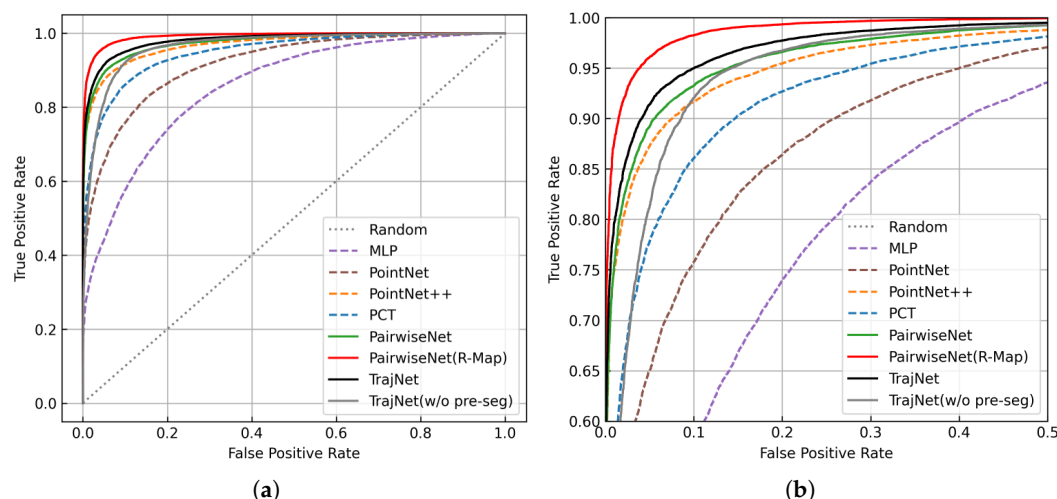 1.0
0.8
0.6
0.4
0.2
0.0
True Positive Rate
0.0 0.2 0.4 0.6 0.8 1.0
False Positive Rate
Random
MLP
PointNet
PointNet++
PCT
PairwiseNet
PairwiseNet(R-Map)
TrajNet
TrajNet(w/o pre-seg)
(a)
1.00
0.95
0.90
0.85
0.80
0.75
0.70
0.65
0.60
True Positive Rate
0.0 0.1 0.2 0.3 0.4 0.5
False Positive Rate
Random
MLP
PointNet
PointNet++
PCT
PairwiseNet
PairwiseNet(R-Map)
TrajNet
TrajNet(w/o pre-seg)
(b)